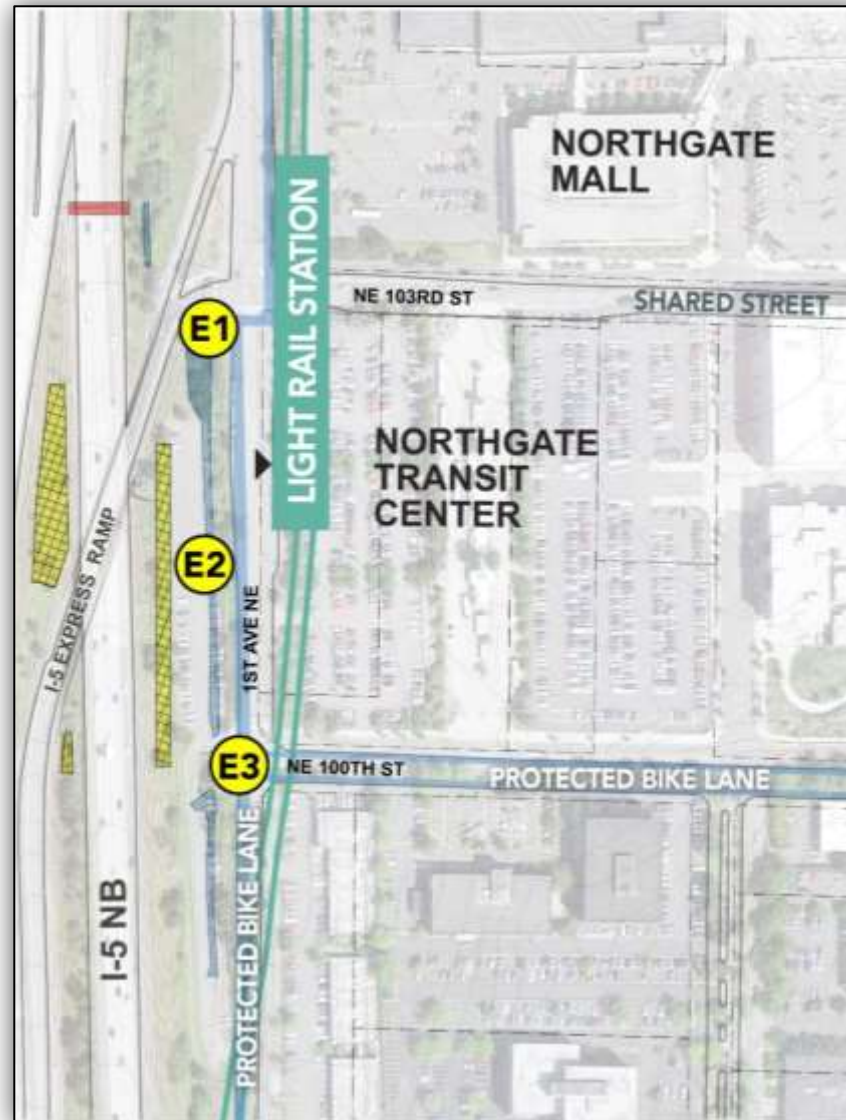 NORTHGATE
MALL
LIGHT RAIL STATION
NE 103RD ST
SHARED STREET
E1
NORTHGATE
TRANSIT
CENTER
I-5 EXPRESS RAMP
E2
1ST AVE NE
E3
NE 100TH ST
PROTECTED BIKE LANE
I-5 NB
PROTECTED BIKE LANE